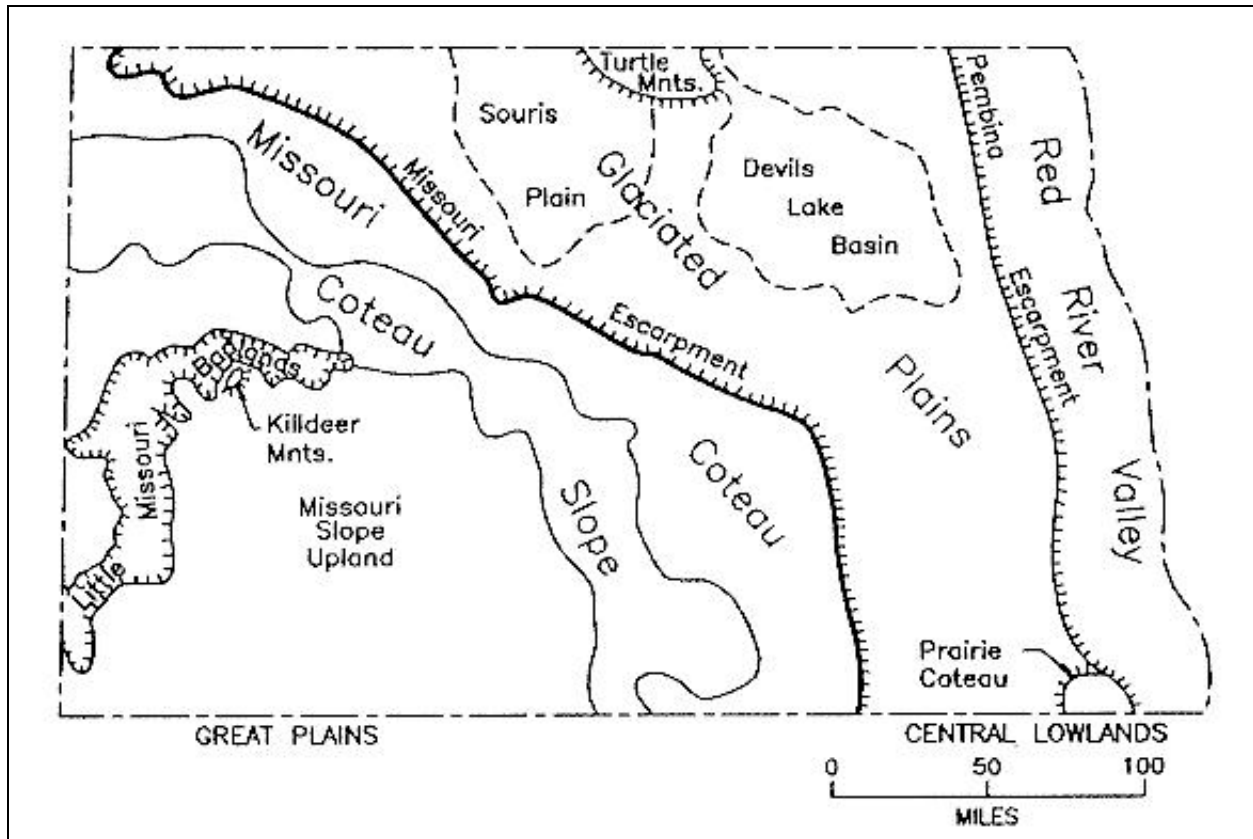 Turtle
Mnts.
Souris
Plain
Devils
Lake
Basin
Pembina
Escarpment
Red
River
Valley
Missouri
Coteau
Missouri
Escarpment
Glaciated
Plains
Coteau
Slope
Badlands
Killdeer
Mnts.
Missouri
Little
Missouri
Slope
Upland
Prairie
Coteau
GREAT PLAINS
CENTRAL LOWLANDS
0 50 100
MILES